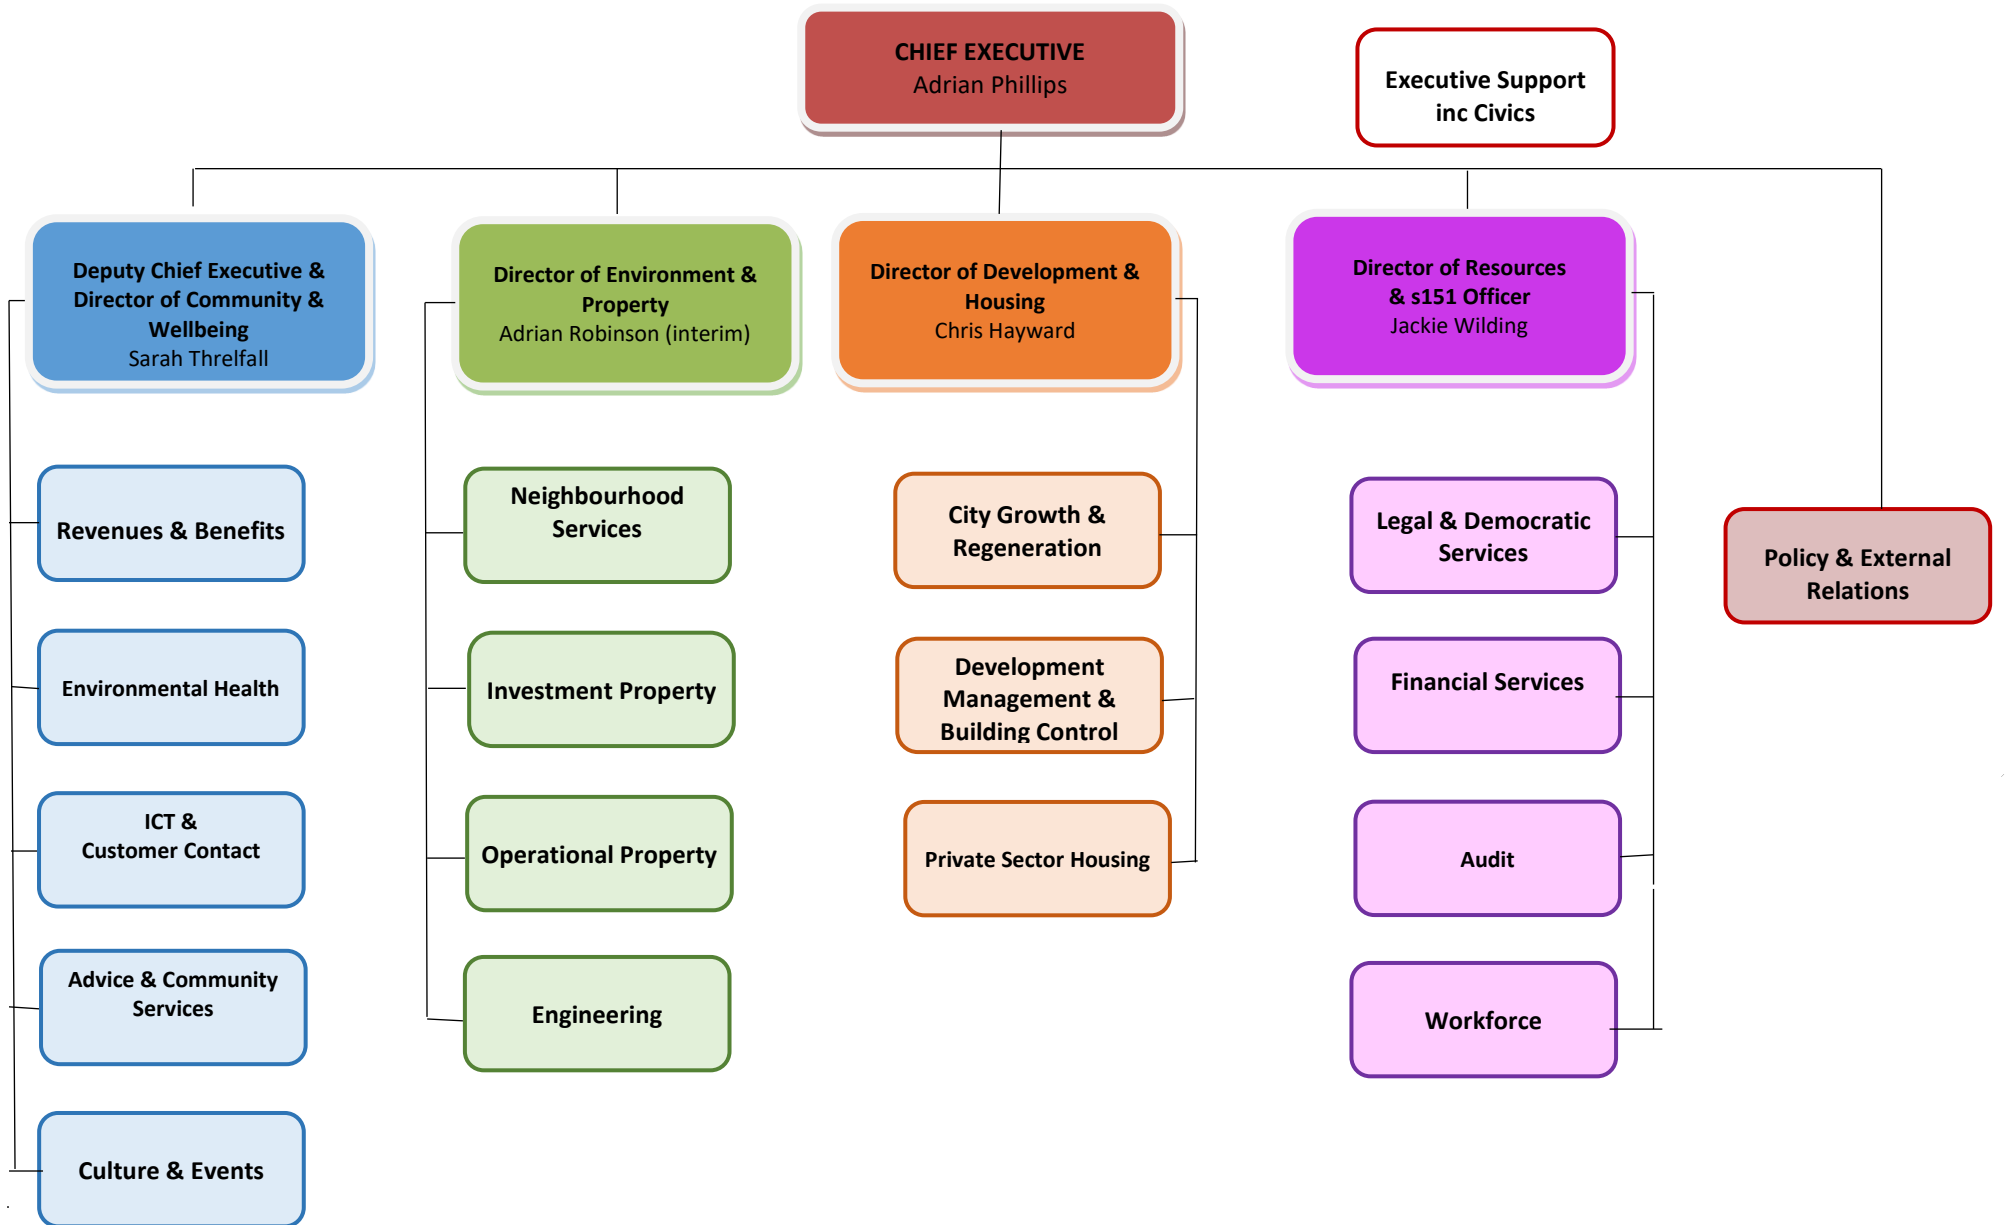 CHIEF EXECUTIVE
Adrian Phillips
Executive Support
inc Civics
Deputy Chief Executive &
Director of Community &
Wellbeing
Sarah Threlfall
Director of Environment &
Property
Adrian Robinson (interim)
Director of Development &
Housing
Chris Hayward
Director of Resources
& s151 Officer
Jackie Wilding
Revenues & Benefits
Neighbourhood
Services
City Growth &
Regeneration
Legal & Democratic
Services
Policy & External
Relations
Environmental Health
Investment Property
Development
Management &
Building Control
Financial Services
ICT &
Customer Contact
Operational Property
Private Sector Housing
Audit
Advice & Community
Services
Engineering
Workforce
Culture & Events